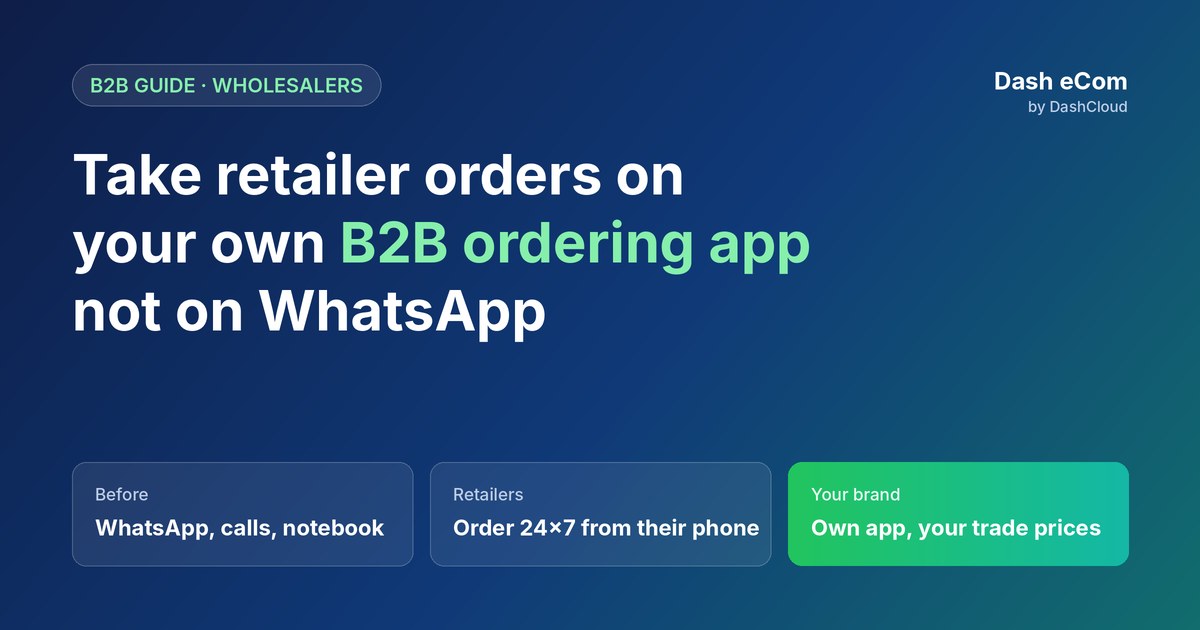 B2B GUIDE · WHOLESALERS
Dash eCom
by DashCloud
Take retailer orders on
your own B2B ordering app
not on WhatsApp
Before
WhatsApp, calls, notebook
Retailers
Order 24×7 from their phone
Your brand
Own app, your trade prices